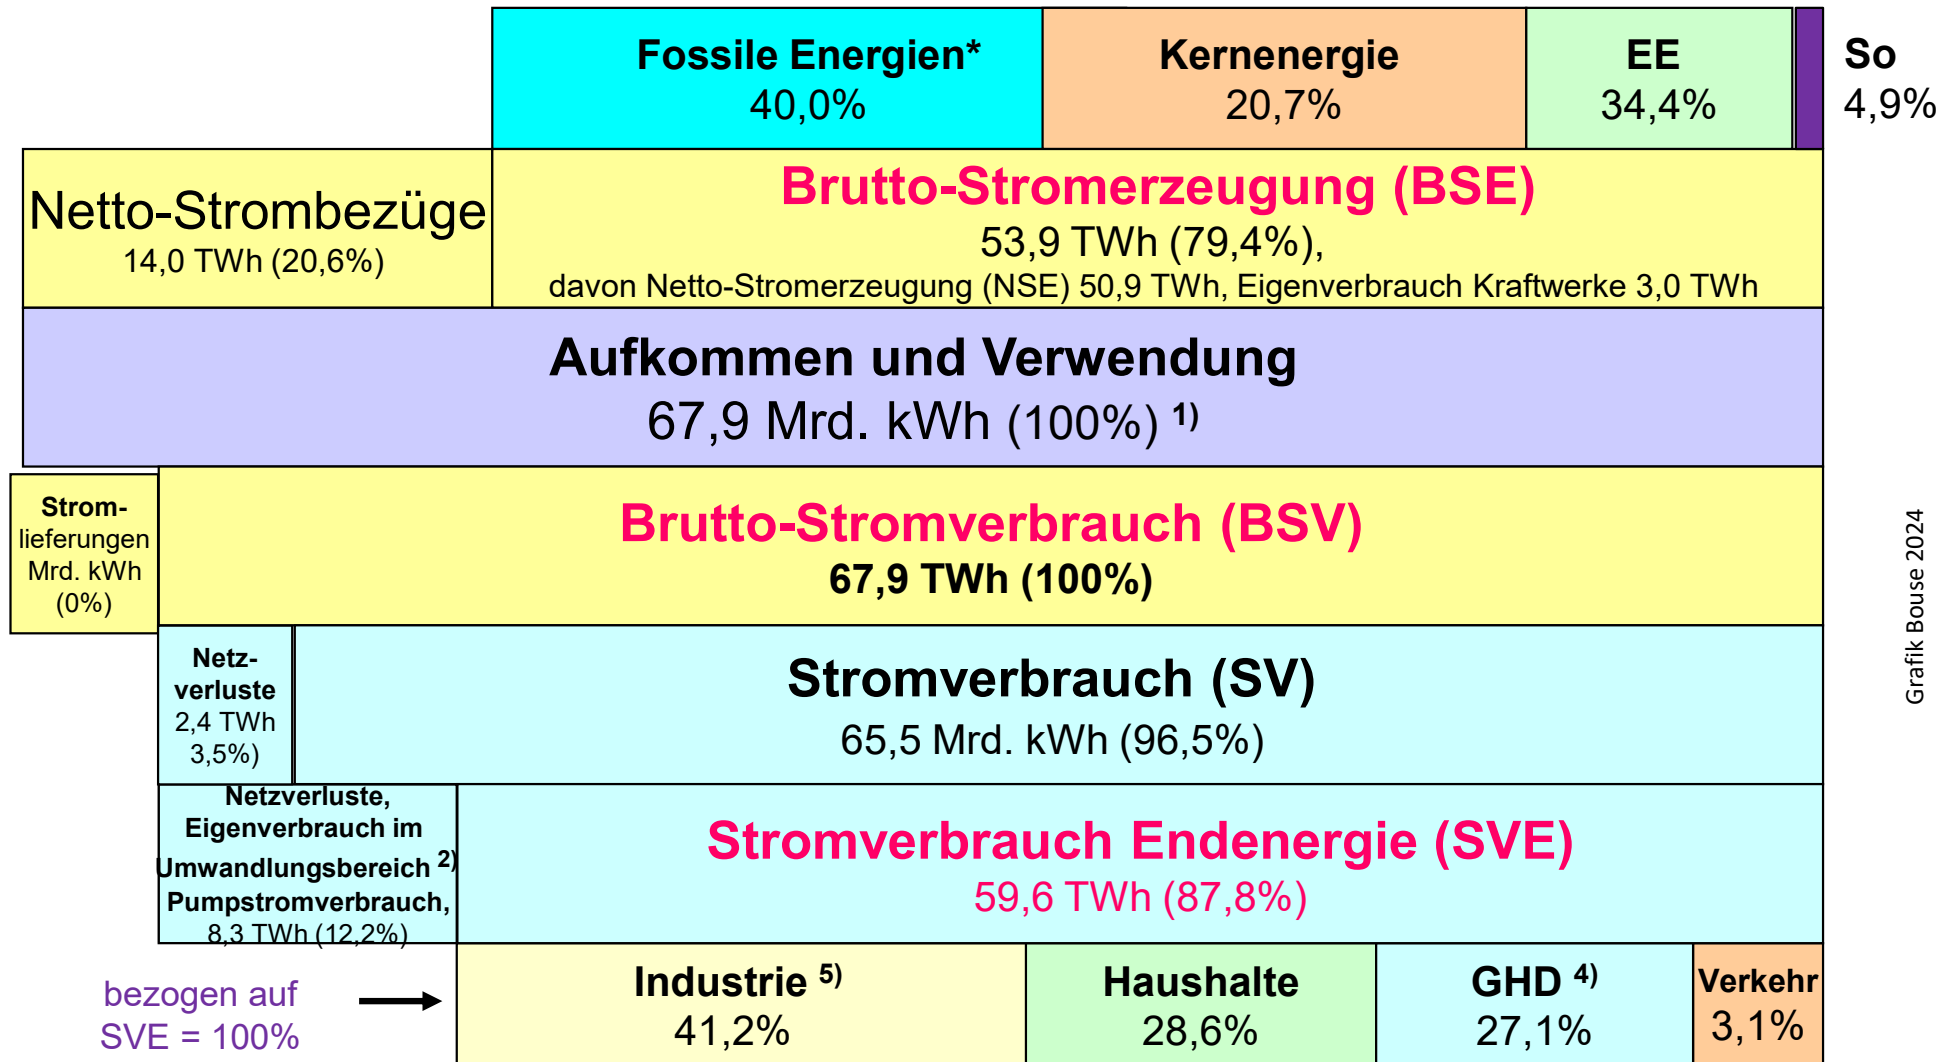 Fossile Energien*
40,0%
Kernenergie
20,7%
EE
34,4%
So
4,9%
Netto-Strombezüge
14,0 TWh (20,6%)
Brutto-Stromerzeugung (BSE)
53,9 TWh (79,4%),
davon Netto-Stromerzeugung (NSE) 50,9 TWh, Eigenverbrauch Kraftwerke 3,0 TWh
Aufkommen und Verwendung
67,9 Mrd. kWh (100%) 1)
Strom-
lieferungen
Mrd. kWh
(0%)
Brutto-Stromverbrauch (BSV)
67,9 TWh (100%)
Netz-
verluste
2,4 TWh
3,5%)
Stromverbrauch (SV)
65,5 Mrd. kWh (96,5%)
Netzverluste,
Eigenverbrauch im
Umwandlungsbereich 2)
Pumpstromverbrauch,
8,3 TWh (12,2%)
Stromverbrauch Endenergie (SVE)
59,6 TWh (87,8%)
bezogen auf
SVE = 100%
Industrie 5)
41,2%
Haushalte
28,6%
GHD 4)
27,1%
Verkehr
3,1%
Grafik Bouse 2024